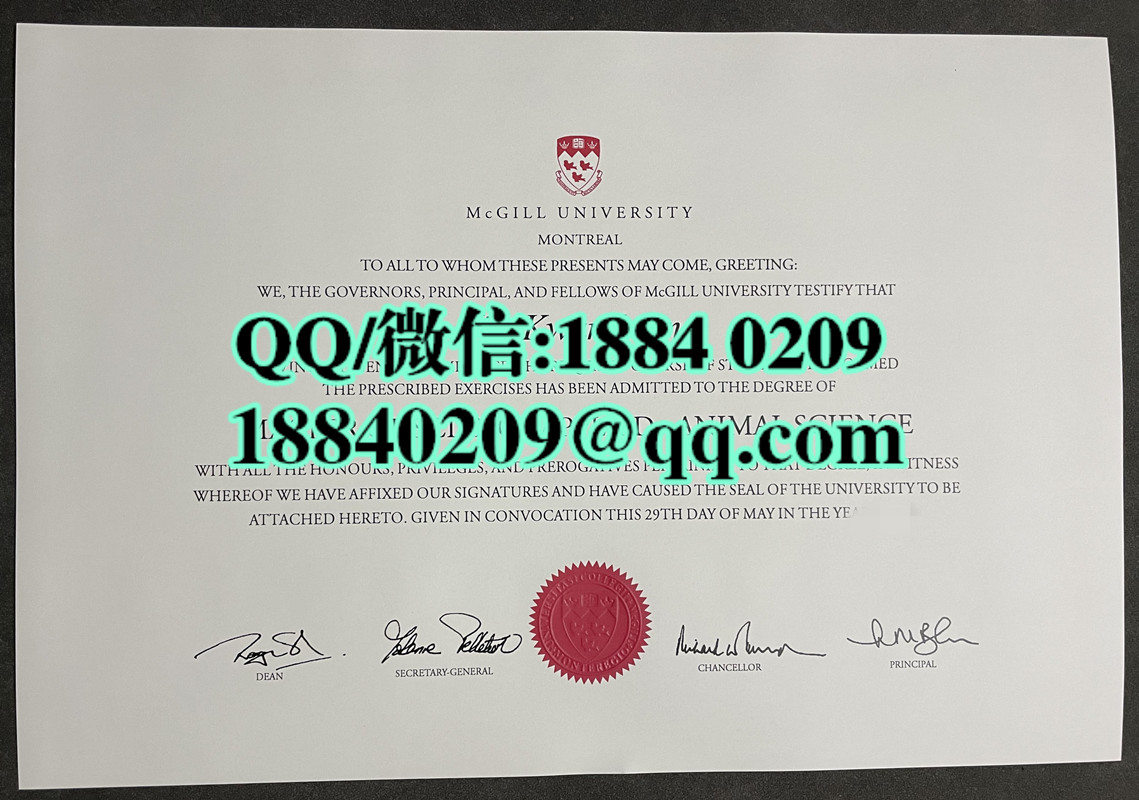 McGILL UNIVERSITY
MONTREAL
TO ALL TO WHOM THESE PRESENTS MAY COME, GREETING:
WE, THE GOVERNORS, PRINCIPAL, AND FELLOWS OF McGILL UNIVERSITY TESTIFY THAT
QQ/微信:1884 0209
THE PRESCRIBED EXERCISES HAS BEEN ADMITTED TO THE DEGREE OF
ANIMAL SCIENCE
18840209@qq.com
WITH ALL THE HONOURS, PRIVILEGES, AND PREROGATIVES
WHEREOF WE HAVE AFFIXED OUR SIGNATURES AND HAVE CAUSED THE SEAL OF THE UNIVERSITY TO BE
ATTACHED HERETO. GIVEN IN CONVOCATION THIS 29TH DAY OF MAY IN THE
DEAN
SECRETARY-GENERAL
CHANCELLOR
PRINCIPAL